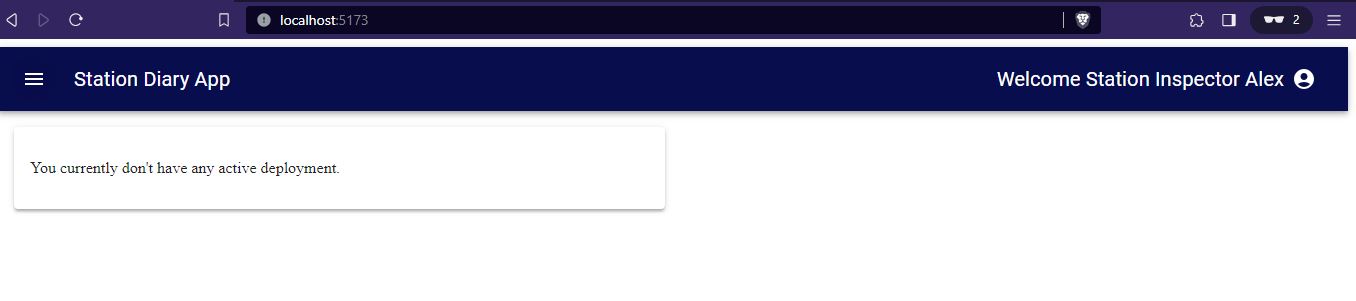 localhost:5173
2
Station Diary App
Welcome Station Inspector Alex
You currently don't have any active deployment.